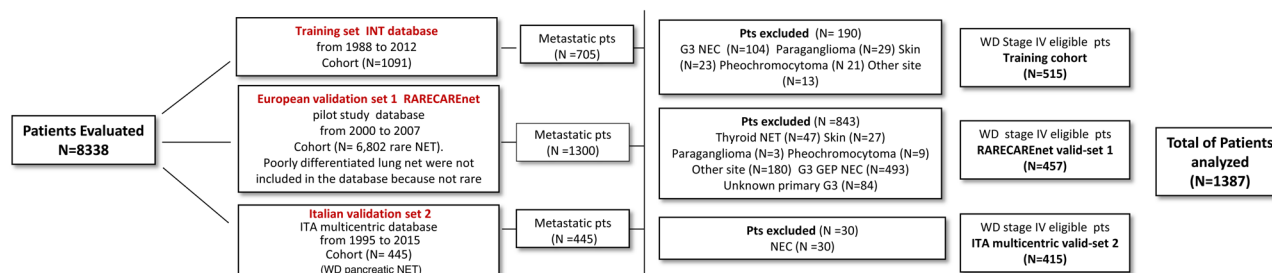 Patients Evaluated
N=8338
Training set INT database
from 1988 to 2012
Cohort (N=1091)
European validation set 1 RARECAREnet
pilot study database
from 2000 to 2007
Cohort (N= 6,802 rare NET).
Poorly differentiated lung net were not
included in the database because not rare
Italian validation set 2
ITA multicentric database
from 1995 to 2015
Cohort (N= 445)
(WD pancreatic NET)
Metastatic pts
(N =705)
Metastatic pts
(N =1300)
Metastatic pts
(N =445)
Pts excluded (N= 190)
G3 NEC (N=104) Paraganglioma (N=29) Skin
(N=23) Pheochromocytoma (N 21) Other site
(N=13)
Pts excluded (N =843)
Thyroid NET (N=47) Skin (N=27)
Paraganglioma (N=3) Pheochromocytoma (N=9)
Other site (N=180) G3 GEP NEC (N=493)
Unknown primary G3 (N=84)
Pts excluded (N =30)
NEC (N =30)
WD Stage IV eligible pts
Training cohort
(N=515)
WD stage IV eligible pts
RARECAREnet valid-set 1
(N=457)
WD stage IV eligible pts
ITA multicentric valid-set 2
(N=415)
Total of Patients
analyzed
(N=1387)